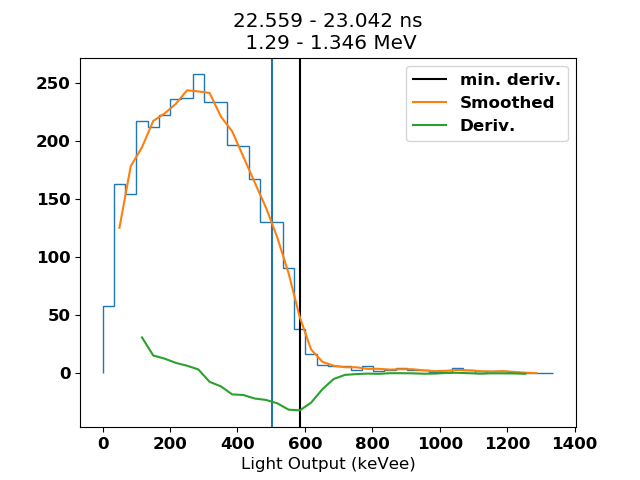 22.559 - 23.042 ns
1.29 - 1.346 MeV
min. deriv.
Smoothed
Deriv.
250
200
150
100
50
0
0 200 400 600 800 1000 1200 1400
Light Output (keVee)